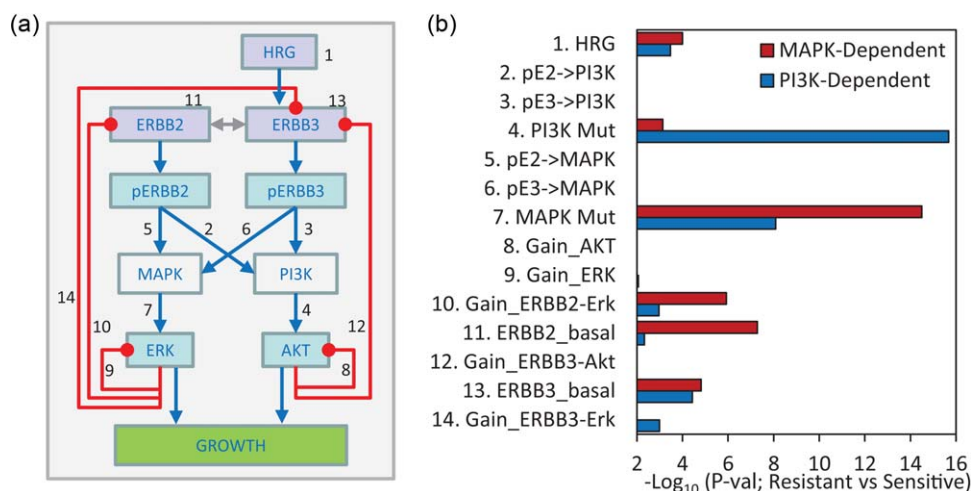 (a)
HRG
1
11
13
ERBB2
ERBB3
pERBB2
pERBB3
5
2
6
3
MAPK
PI3K
14
7
4
10
12
ERK
AKT
9
8
GROWTH
(b)
MAPK-Dependent
PI3K-Dependent
1. HRG
2. pE2->PI3K
3. pE3->PI3K
4. PI3K Mut
5. pE2->MAPK
6. pE3->MAPK
7. MAPK Mut
8. Gain_AKT
9. Gain_ERK
10. Gain_ERBB2-Erk
11. ERBB2_basal
12. Gain_ERBB3-Akt
13. ERBB3_basal
14. Gain_ERBB3-Erk
2 4 6 8 10 12 14 16
-Log10 (P-val; Resistant vs Sensitive)